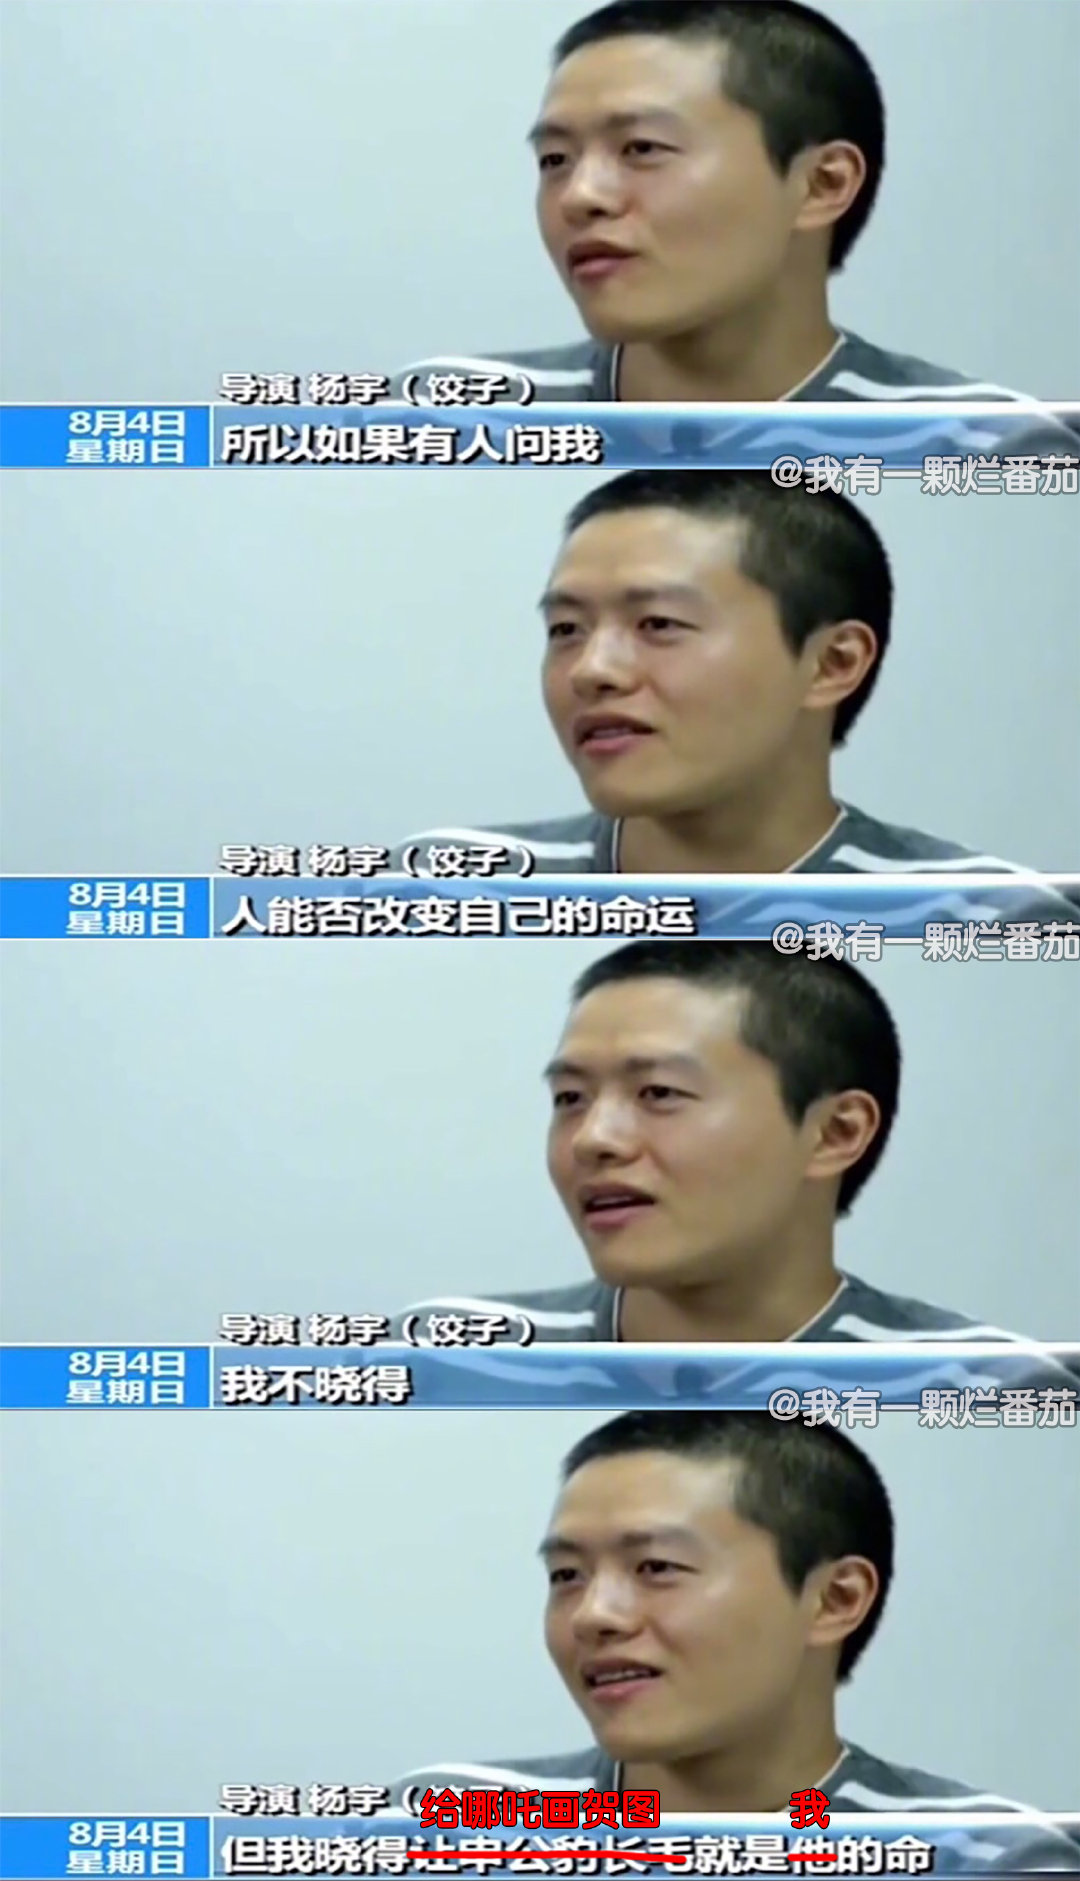 导演 杨宇（饺子）
8月4日
星期日
所以如果有人问我
@我有一颗烂番茄
导演 杨宇（饺子）
8月4日
星期日
人能否改变自己的命运
@我有一颗烂番茄
导演 杨宇（饺子）
8月4日
星期日
我不晓得
@我有一颗烂番茄
导演 杨宇（饺子）
给哪吒画贺图 我
8月4日
星期日
但我晓得让申公豹长毛就是他的命